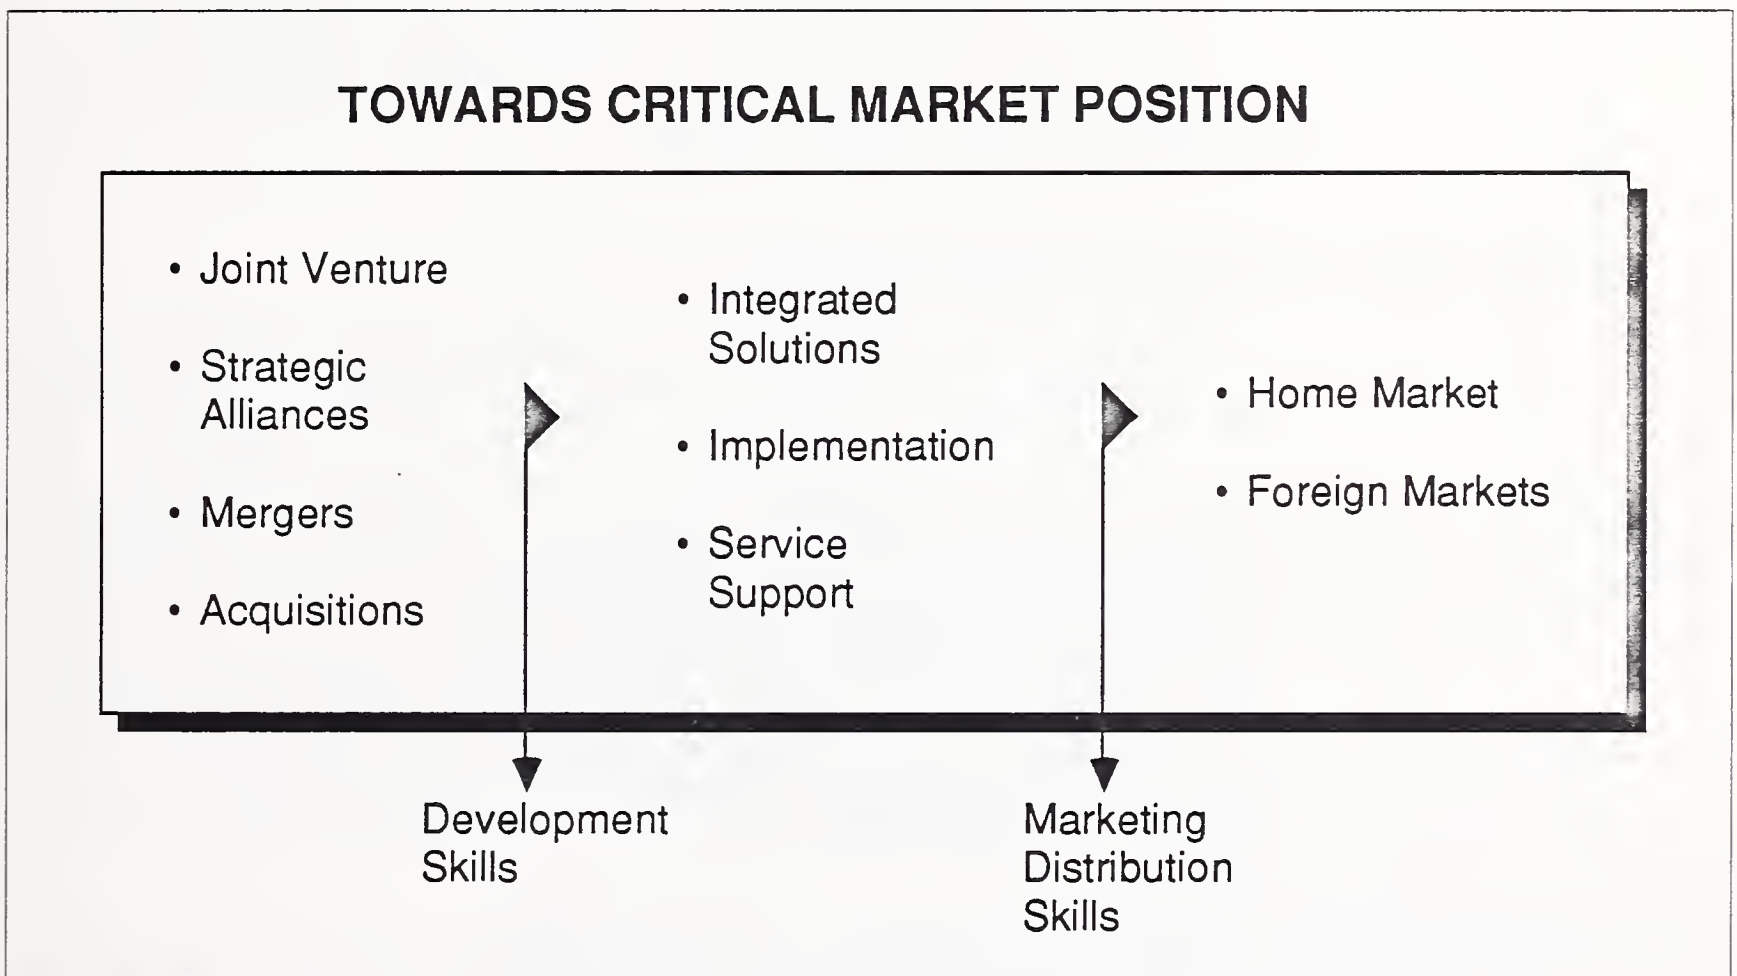 TOWARDS CRITICAL MARKET POSITION
• Joint Venture
• Strategic
Alliances
• Mergers
• Acquisitions
• Integrated
Solutions
• Implementation
• Service
Support
• Home Market
• Foreign Markets
Development
Skills
Marketing
Distribution
Skills